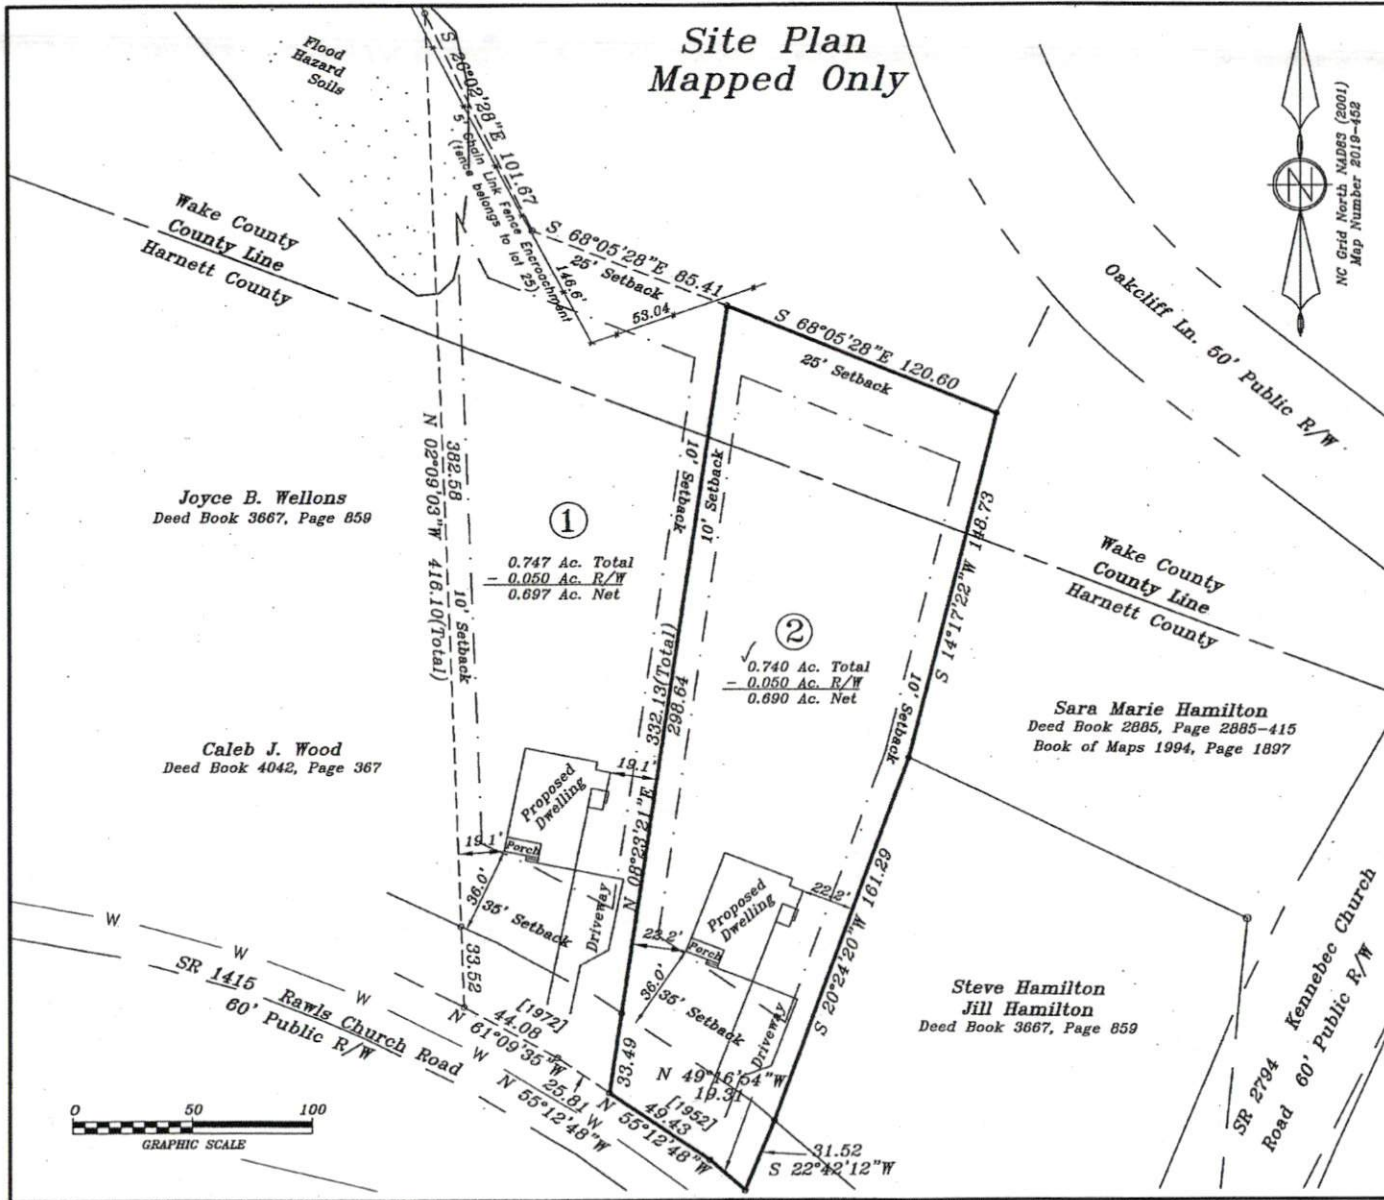 Site Plan
Mapped Only
NC Grid North NAD83 (2001)
Map Number 2019-452
N
Flood
Hazard
Soils
S 26°02'28"E 101.67
5' Chain Link Fence Encroachment
(fence belongs to lot 25).
146.6'
S 68°05'28"E 85.41
25' Setback
53.04
S 68°05'28"E 120.60
25' Setback
Oakcliff Ln. 50' Public R/W
Wake County
County Line
Harnett County
N 02°09'03"W 416.10(Total)
382.58
10' Setback
10' Setback
10' Setback
Joyce B. Wellons
Deed Book 3667, Page 859
1
0.747 Ac. Total
- 0.050 Ac. R/W
0.697 Ac. Net
2
0.740 Ac. Total
- 0.050 Ac. R/W
0.690 Ac. Net
S 14°17'22"W 148.73
10' Setback
Wake County
County Line
Harnett County
Sara Marie Hamilton
Deed Book 2885, Page 2885-415
Book of Maps 1994, Page 1897
Caleb J. Wood
Deed Book 4042, Page 367
N 08°23'21"E 332.13(Total)
298.64
Proposed
Dwelling
19.1'
19.1'
Porch
36.0'
35' Setback
Driveway
Proposed
Dwelling
22.2'
23.2'
Porch
36.0'
35' Setback
Driveway
S 20°24'20"W 161.29
Steve Hamilton
Jill Hamilton
Deed Book 3667, Page 859
SR 2794 Kennebec Church
Road 60' Public R/W
W
W
W
W
W
SR 1415 Rawls Church Road
60' Public R/W
33.52
[1972]
44.08
N 61°09'35"W
25.81
N 55°12'48"W
33.49
N 49°16'54"W
19.31
[1952]
49.43
N 55°12'48"W
31.52
S 22°42'12"W
0 50 100
GRAPHIC SCALE